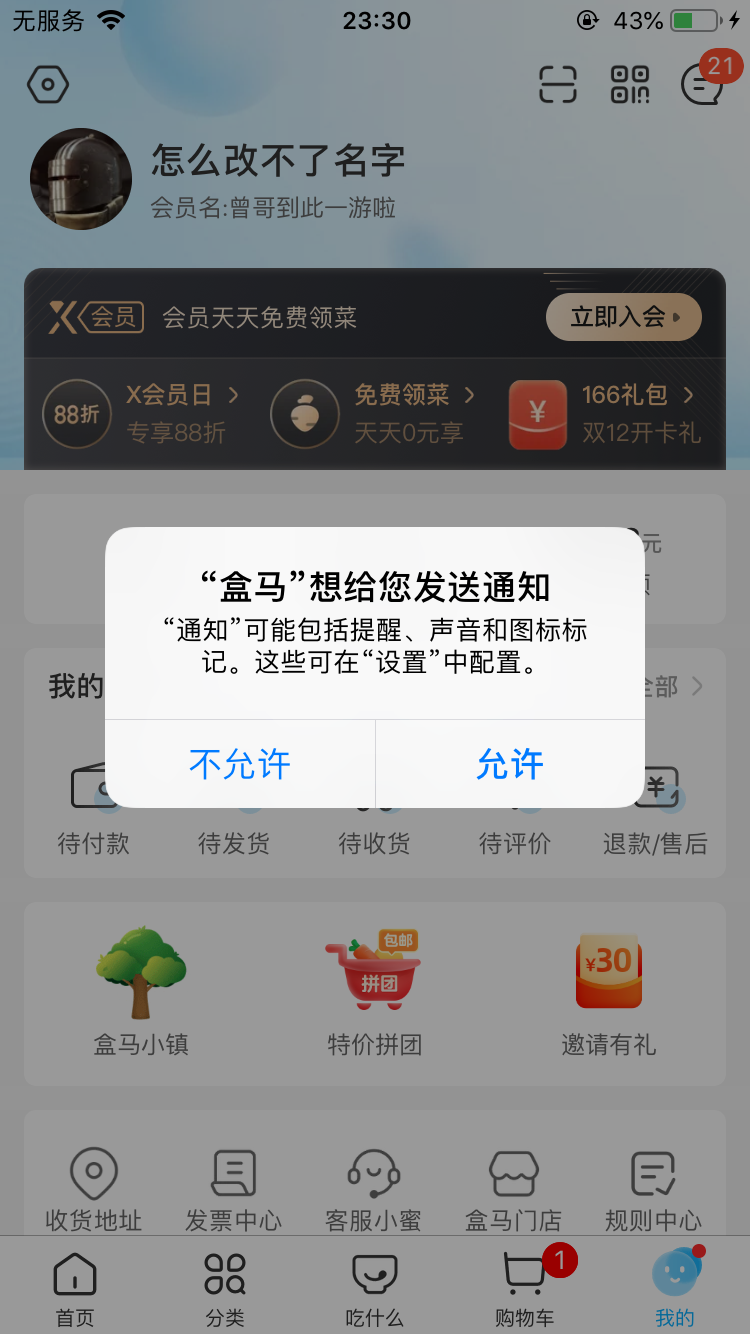 无服务
23:30
43%
21
怎么改不了名字
会员名:曾哥到此一游啦
X会员
会员天天免费领菜
立即入会
88折
X会员日
专享88折
免费领菜
天天0元享
¥
166礼包
双12开卡礼
元
“盒马”想给您发送通知
“通知”可能包括提醒、声音和图标标
记。这些可在“设置”中配置。
不允许
允许
我的
全部
¥
待付款
待发货
待收货
待评价
退款/售后
包邮
拼团
¥30
盒马小镇
特价拼团
邀请有礼
收货地址
发票中心
客服小蜜
盒马门店
规则中心
1
首页
分类
吃什么
购物车
我的